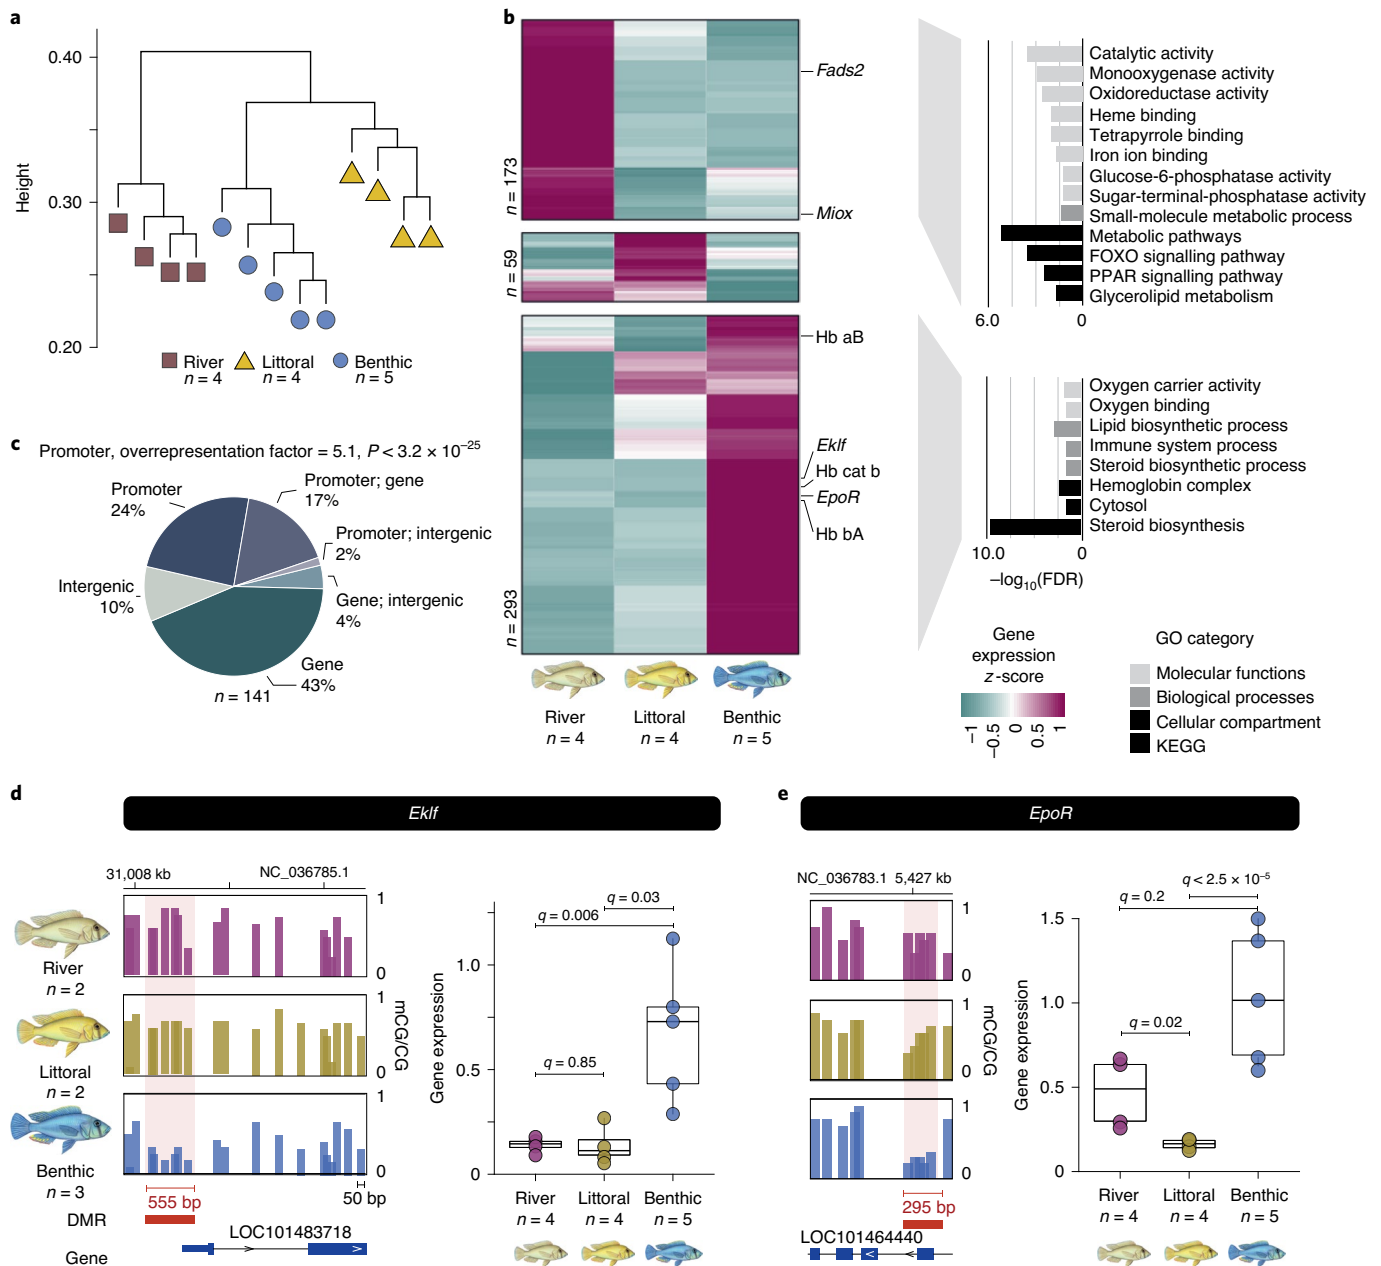 a
0.40
0.30
0.20
Height
River
n = 4
Littoral
n = 4
Benthic
n = 5
b
n = 173
n = 59
n = 293
Fads2
Miox
Hb aB
Eklf
Hb cat b
EpoR
Hb bA
River
n = 4
Littoral
n = 4
Benthic
n = 5
Catalytic activity
Monooxygenase activity
Oxidoreductase activity
Heme binding
Tetrapyrrole binding
Iron ion binding
Glucose-6-phosphatase activity
Sugar-terminal-phosphatase activity
Small-molecule metabolic process
Metabolic pathways
FOXO signalling pathway
PPAR signalling pathway
Glycerolipid metabolism
6.0 0
Oxygen carrier activity
Oxygen binding
Lipid biosynthetic process
Immune system process
Steroid biosynthetic process
Hemoglobin complex
Cytosol
Steroid biosynthesis
10.0 0
–log10(FDR)
Gene
expression
z-score
–1 –0.5 0 0.5 1
GO category
Molecular functions
Biological processes
Cellular compartment
KEGG
c
Promoter, overrepresentation factor = 5.1, P < 3.2 × 10–25
Promoter
24%
Promoter; gene
17%
Promoter; intergenic
2%
Gene; intergenic
4%
Gene
43%
Intergenic
10%
n = 141
d
Eklf
31,008 kb
NC_036785.1
River
n = 2
Littoral
n = 2
Benthic
n = 3
1
0
1
0
1
0
mCG/CG
50 bp
555 bp
DMR
LOC101483718
Gene
Gene expression
1.0
0.5
0
q = 0.03
q = 0.006
q = 0.85
River
n = 4
Littoral
n = 4
Benthic
n = 5
e
EpoR
NC_036783.1
5,427 kb
1
0
1
0
1
0
mCG/CG
295 bp
LOC101464440
Gene expression
1.5
1.0
0.5
0
q < 2.5 × 10–5
q = 0.2
q = 0.02
River
n = 4
Littoral
n = 4
Benthic
n = 5